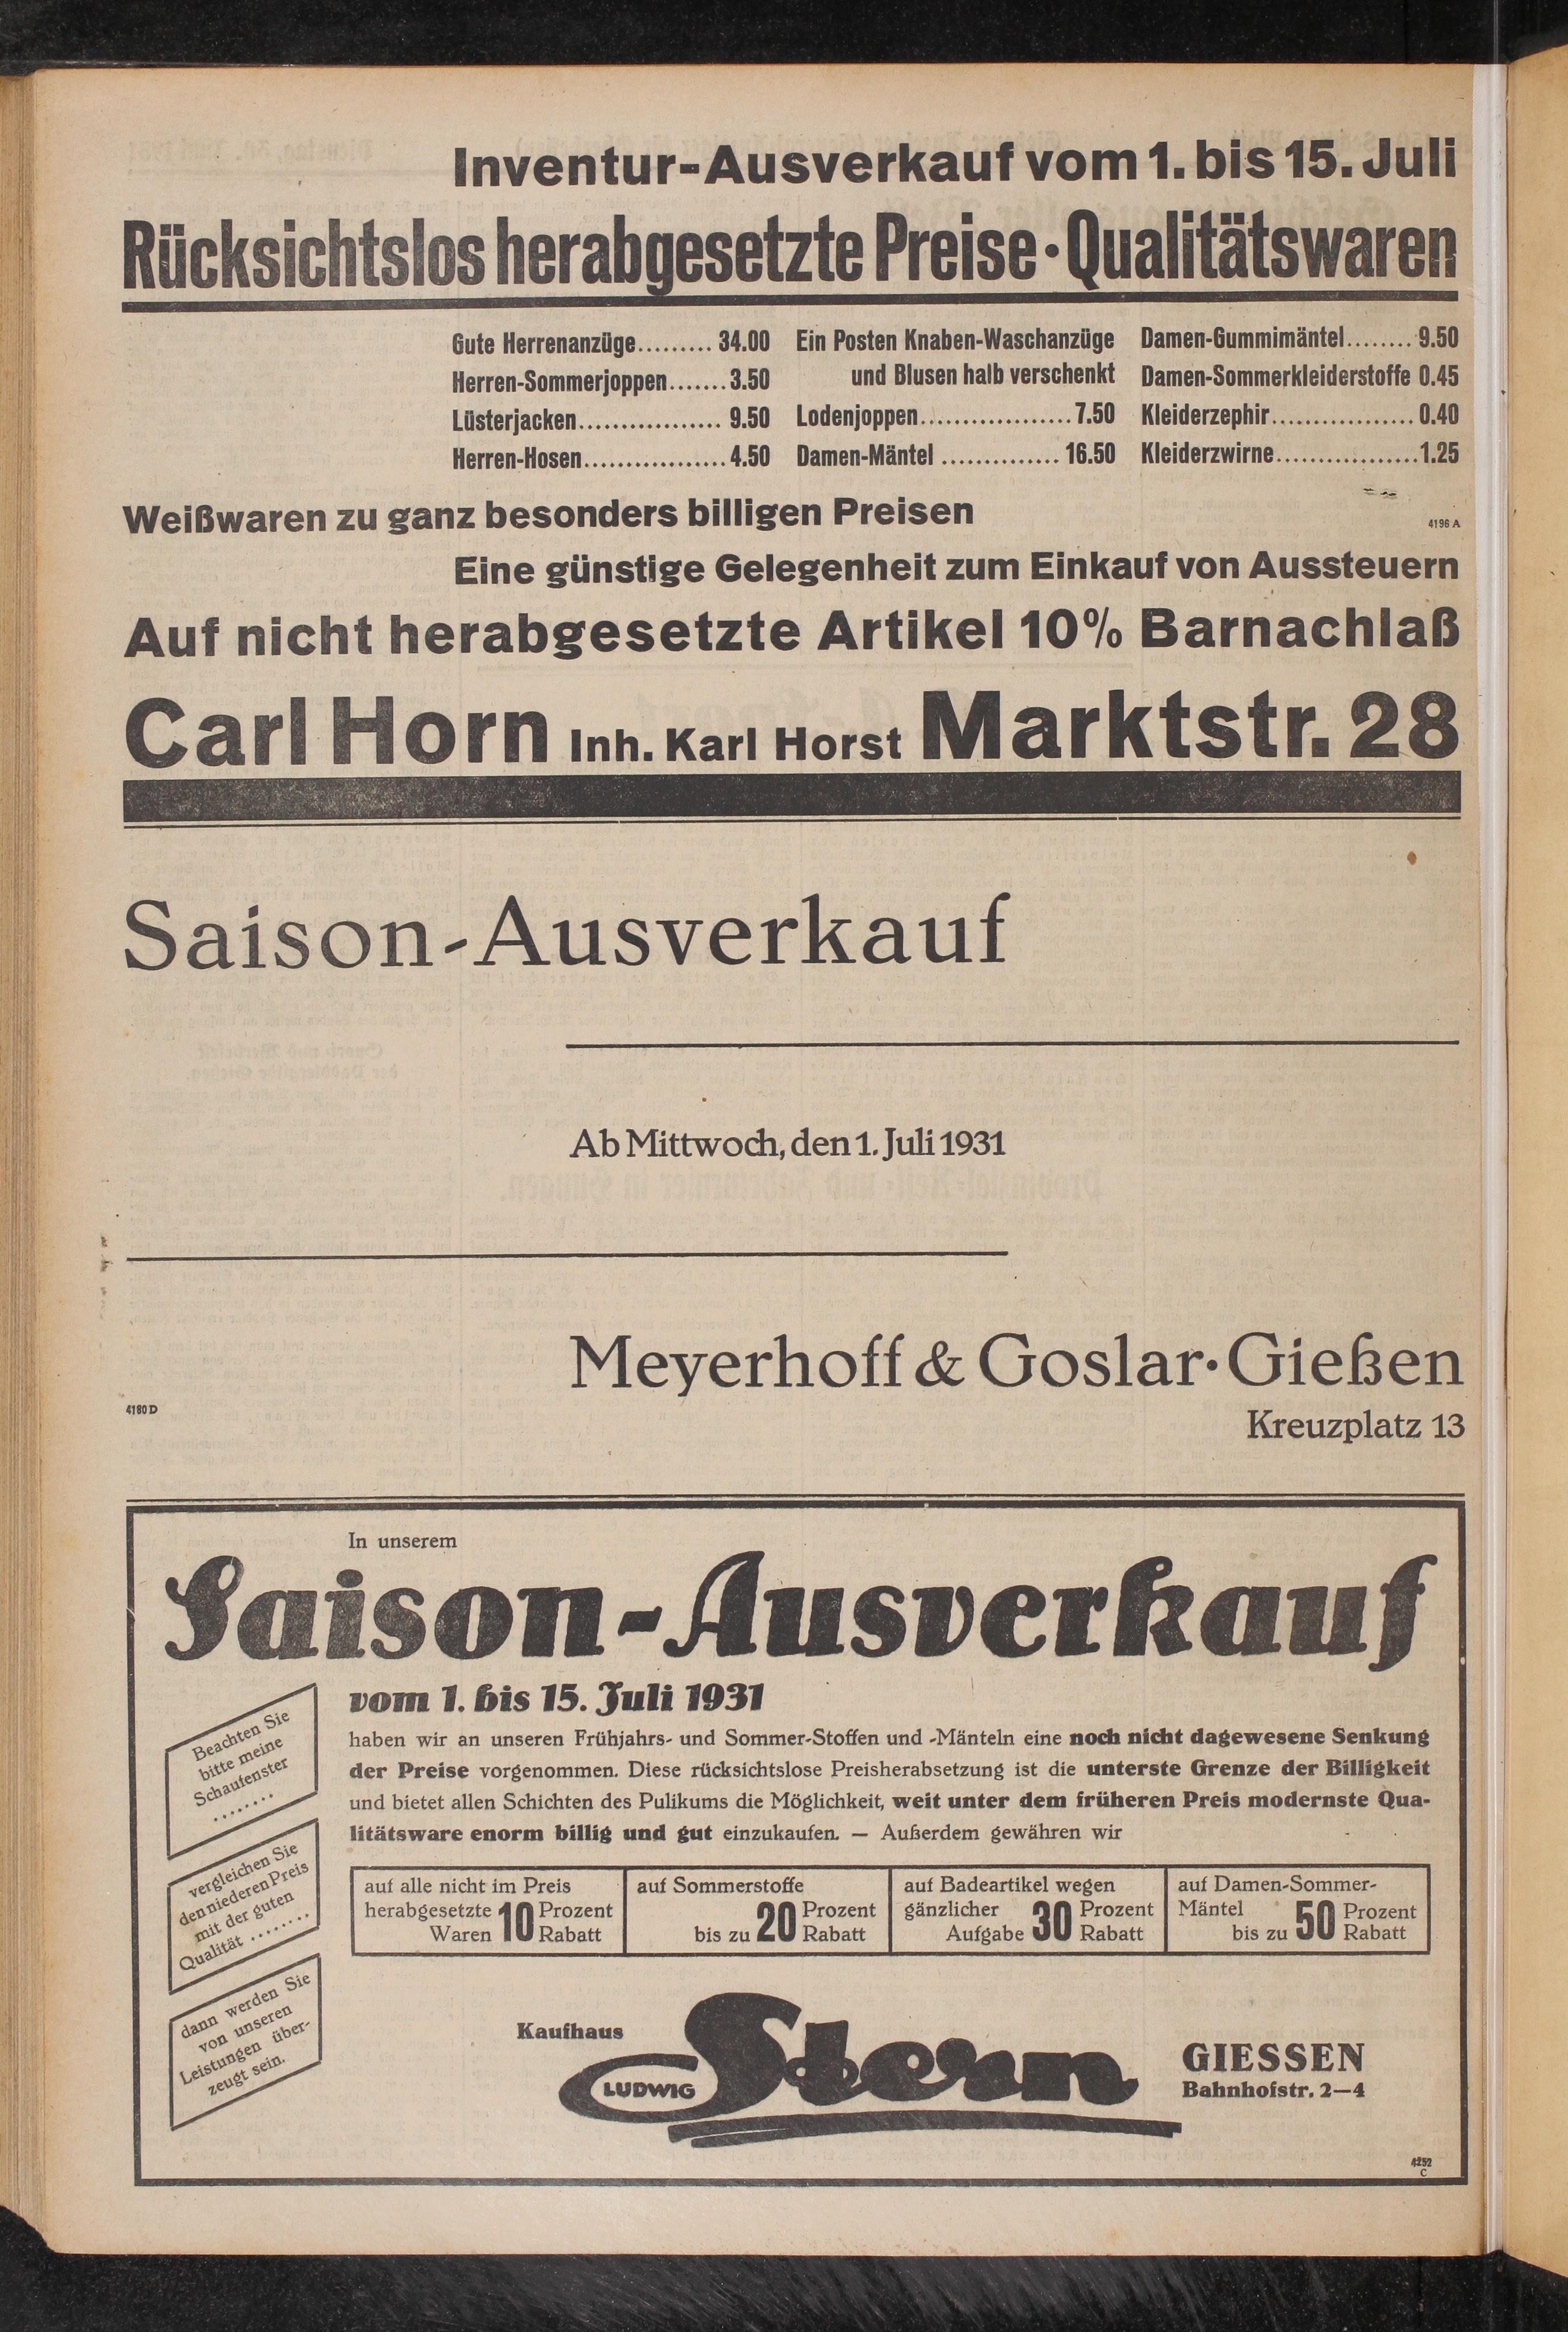 Inventur-Ausverkauf vom 1. bis 15. Juli
Rücksichtslos herabgesetzte Preise · Qualitätswaren
Gute Herrenanzüge......... 34.00
Herren-Sommerjoppen.......3.50
Lüsterjacken................. 9.50
Herren-Hosen.................4.50
Ein Posten Knaben-Waschanzüge
und Blusen halb verschenkt
Lodenjoppen..................7.50
Damen-Mäntel .............. 16.50
Damen-Gummimäntel........9.50
Damen-Sommerkleiderstoffe 0.45
Kleiderzephir................. 0.40
Kleiderzwirne.................1.25
Weißwaren zu ganz besonders billigen Preisen
4196 A
Eine günstige Gelegenheit zum Einkauf von Aussteuern
Auf nicht herabgesetzte Artikel 10% Barnachlaß
Carl Horn Inh. Karl Horst Marktstr. 28
Saison-Ausverkauf
Ab Mittwoch, den 1. Juli 1931
Meyerhoff & Goslar · Gießen
4180 D
Kreuzplatz 13
In unserem
Saison-Ausverkauf
vom 1. bis 15. Juli 1931
haben wir an unseren Frühjahrs- und Sommer-Stoffen und -Mänteln eine noch nicht dagewesene Senkung
der Preise vorgenommen. Diese rücksichtslose Preisherabsetzung ist die unterste Grenze der Billigkeit
und bietet allen Schichten des Pulikums die Möglichkeit, weit unter dem früheren Preis modernste Qua-
litätsware enorm billig und gut einzukaufen. — Außerdem gewähren wir
Beachten Sie
bitte meine
Schaufenster
........
vergleichen Sie
den niederen Preis
mit der guten
Qualität ........
dann werden Sie
von unseren
Leistungen über-
zeugt sein.
auf alle nicht im Preis
herabgesetzte 10 Prozent
Waren Rabatt
auf Sommerstoffe
bis zu 20 Prozent
Rabatt
auf Badeartikel wegen
gänzlicher 30 Prozent
Aufgabe Rabatt
auf Damen-Sommer-
Mäntel 50 Prozent
bis zu Rabatt
Kaufhaus
LUDWIG Stern
GIESSEN
Bahnhofstr. 2—4
4252
C